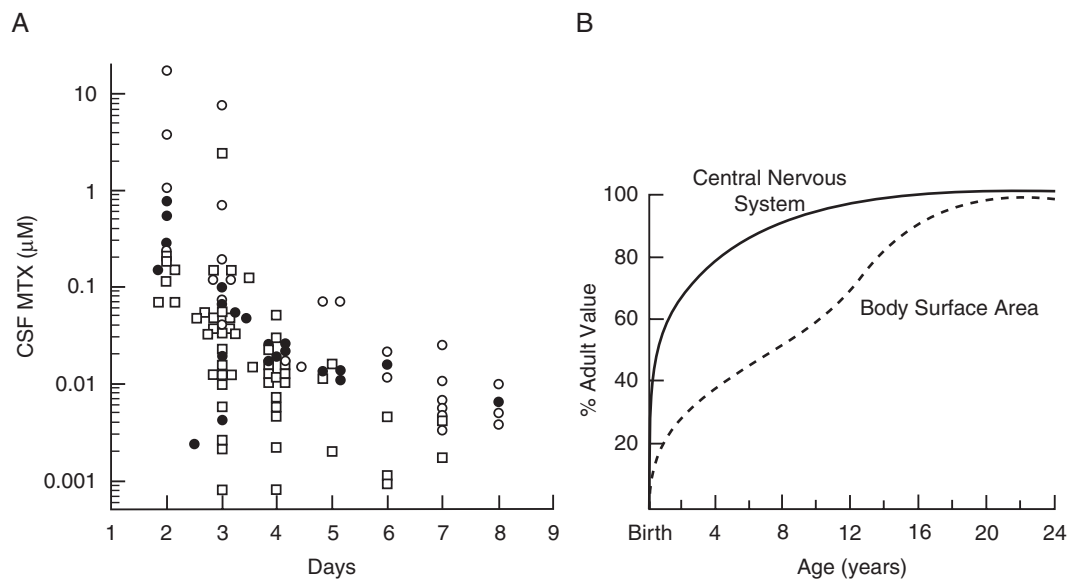 A
CSF MTX (μM)
10
1
0.1
0.01
0.001
1 2 3 4 5 6 7 8 9
Days
B
% Adult Value
100
80
60
40
20
Central Nervous
System
Body Surface Area
Birth 4 8 12 16 20 24
Age (years)